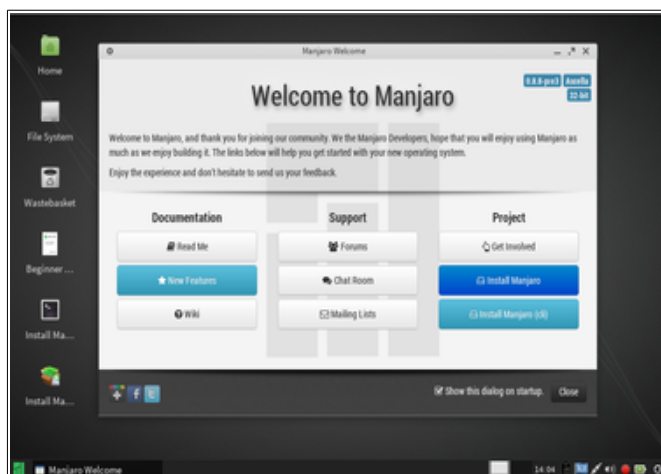 Home
File System
Wastebasket
Beginner ...
Install Ma...
Install Ma...
Manjaro Welcome
Welcome to Manjaro
0.8.8-pre3 Ascella
32-bit
Welcome to Manjaro, and thank you for joining our community. We the Manjaro Developers, hope that you will enjoy using Manjaro as
much as we enjoy building it. The links below will help you get started with your new operating system.
Enjoy the experience and don't hesitate to send us your feedback.
Documentation Support Project
Read Me Forums Get Involved
New Features Chat Room Install Manjaro
Wiki Mailing Lists Install Manjaro (cli)
Show this dialog on startup. Close
Manjaro Welcome 14:04